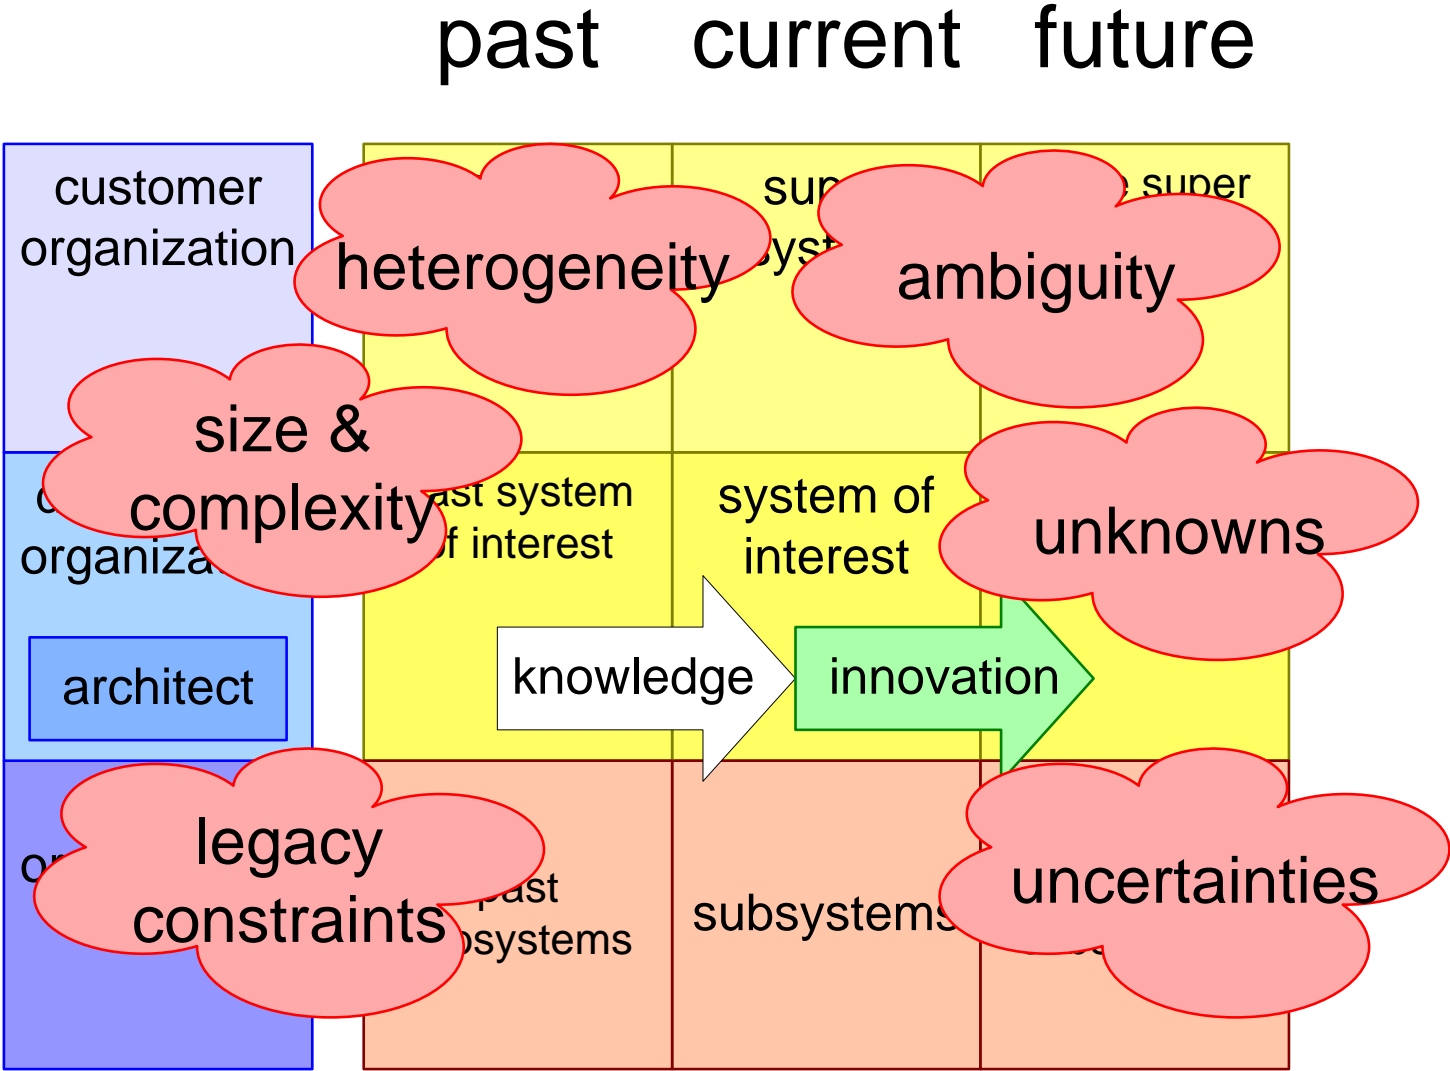 past current future
customer
organization
heterogeneity
super
ambiguity
size &
complexity
organiza
past system
of interest
system of
interest
unknowns
architect
knowledge
innovation
legacy
constraints
past
subsystems
uncertainties